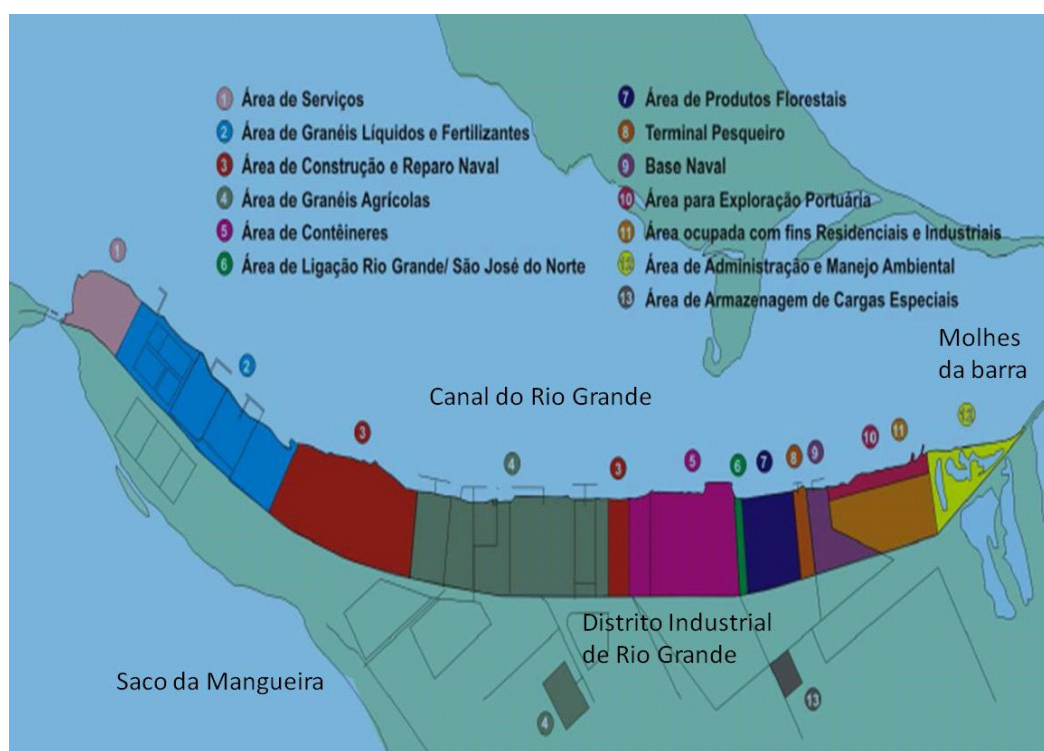 1 Área de Serviços
2 Área de Granéis Líquidos e Fertilizantes
3 Área de Construção e Reparo Naval
4 Área de Granéis Agrícolas
5 Área de Contêineres
6 Área de Ligação Rio Grande/ São José do Norte
7 Área de Produtos Florestais
8 Terminal Pesqueiro
9 Base Naval
10 Área para Exploração Portuária
11 Área ocupada com fins Residenciais e Industriais
12 Área de Administração e Manejo Ambiental
13 Área de Armazenagem de Cargas Especiais
1
2
3
4
3
5
6
7
8
9
10
11
12
Molhes
da barra
Canal do Rio Grande
Distrito Industrial
de Rio Grande
Saco da Mangueira
4
13